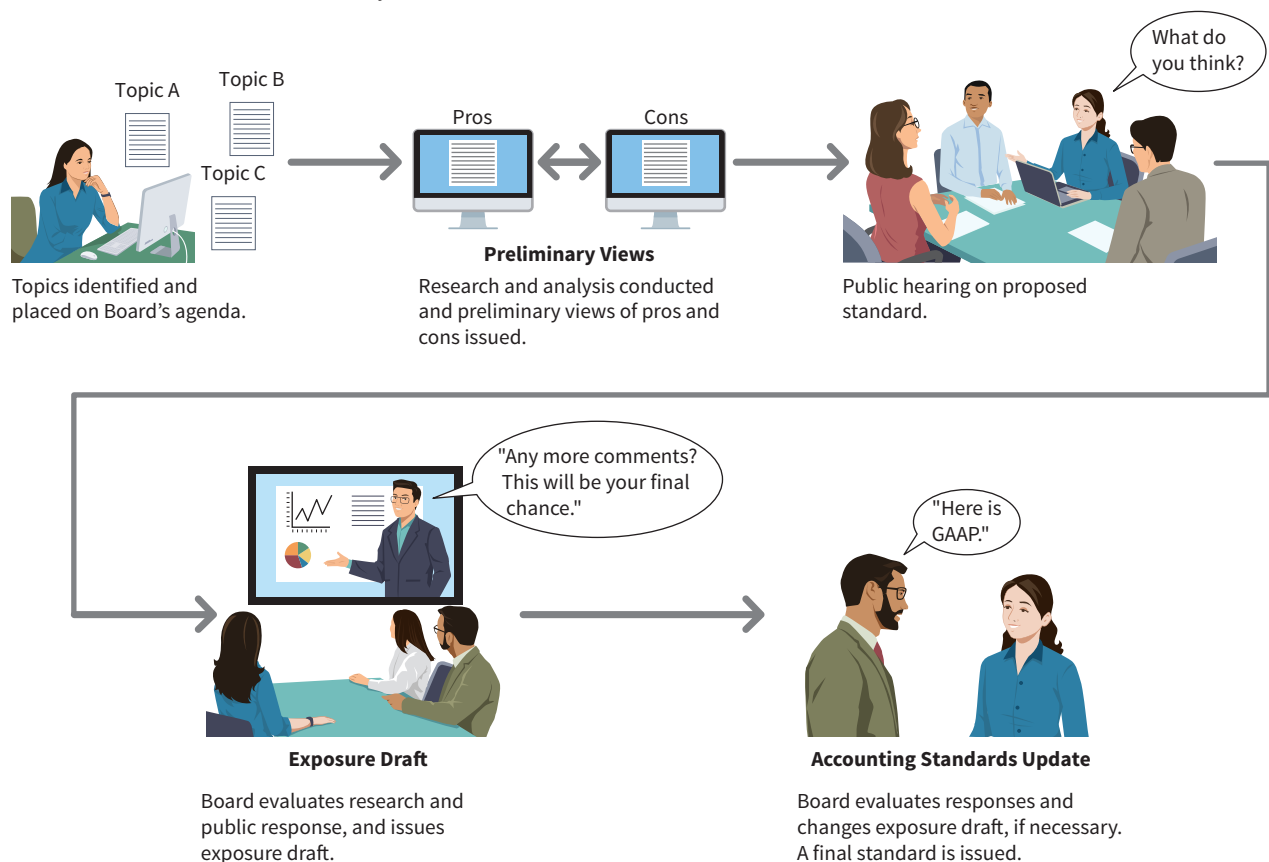 Topic A
Topic B
Topic C
Topics identified and
placed on Board's agenda.
Pros
Cons
Preliminary Views
Research and analysis conducted
and preliminary views of pros and
cons issued.
What do
you think?
Public hearing on proposed
standard.
"Any more comments?
This will be your final
chance."
Exposure Draft
Board evaluates research and
public response, and issues
exposure draft.
"Here is
GAAP."
Accounting Standards Update
Board evaluates responses and
changes exposure draft, if necessary.
A final standard is issued.